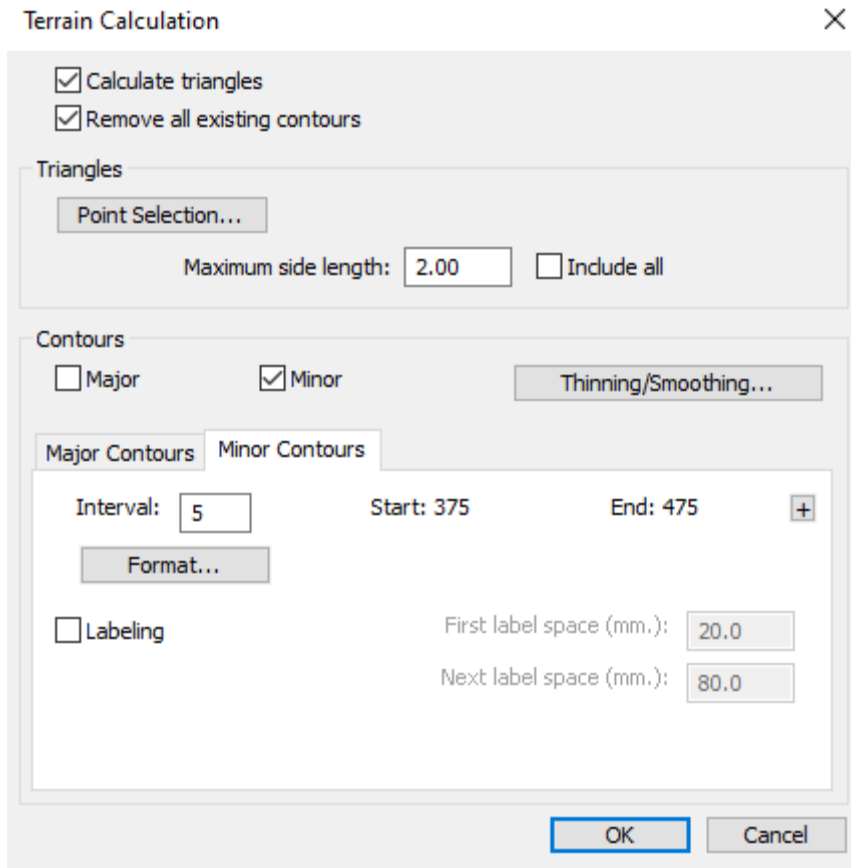 Terrain Calculation
Calculate triangles
Remove all existing contours
Triangles
Point Selection...
Maximum side length: 2.00 Include all
Contours
Major Minor Thinning/Smoothing...
Major Contours Minor Contours
Interval: 5 Start: 375 End: 475 +
Format...
Labeling First label space (mm.): 20.0
Next label space (mm.): 80.0
OK Cancel